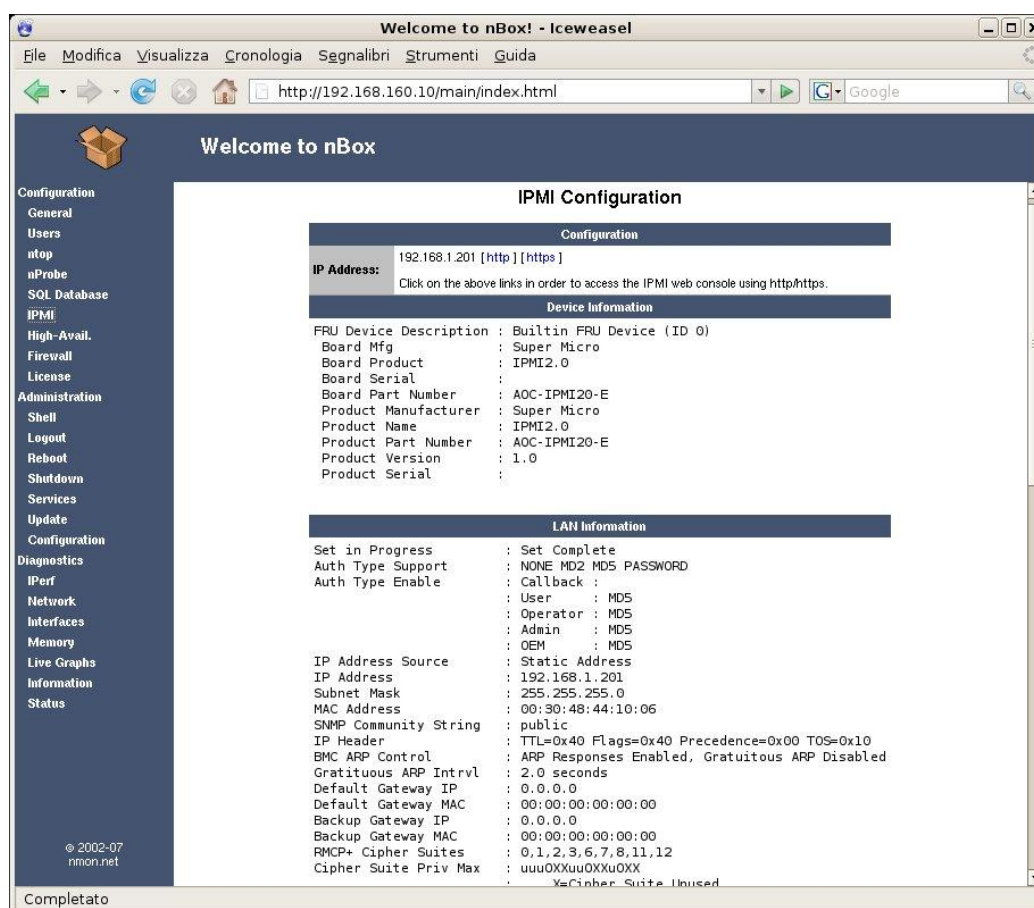 Welcome to nBox! - Iceweasel
File Modifica Visualizza Cronologia Segnalibri Strumenti Guida
http://192.168.160.10/main/index.html
G Google
Welcome to nBox
Configuration
General
Users
ntop
nProbe
SQL Database
IPMI
High-Avail.
Firewall
License
Administration
Shell
Logout
Reboot
Shutdown
Services
Update
Configuration
Diagnostics
IPerf
Network
Interfaces
Memory
Live Graphs
Information
Status
© 2002-07
nmon.net
IPMI Configuration
Configuration
IP Address:
192.168.1.201 [http ] [https ]
Click on the above links in order to access the IPMI web console using http/https.
Device Information
FRU Device Description : Builtin FRU Device (ID 0)
Board Mfg : Super Micro
Board Product : IPMI2.0
Board Serial :
Board Part Number : AOC-IPMI20-E
Product Manufacturer : Super Micro
Product Name : IPMI2.0
Product Part Number : AOC-IPMI20-E
Product Version : 1.0
Product Serial :
LAN Information
Set in Progress : Set Complete
Auth Type Support : NONE MD2 MD5 PASSWORD
Auth Type Enable : Callback :
: User : MD5
: Operator : MD5
: Admin : MD5
: OEM : MD5
IP Address Source : Static Address
IP Address : 192.168.1.201
Subnet Mask : 255.255.255.0
MAC Address : 00:30:48:44:10:06
SNMP Community String : public
IP Header : TTL=0x40 Flags=0x40 Precedence=0x00 TOS=0x10
BMC ARP Control : ARP Responses Enabled, Gratuitous ARP Disabled
Gratituous ARP Intrvl : 2.0 seconds
Default Gateway IP : 0.0.0.0
Default Gateway MAC : 00:00:00:00:00:00
Backup Gateway IP : 0.0.0.0
Backup Gateway MAC : 00:00:00:00:00:00
RMCP+ Cipher Suites : 0,1,2,3,6,7,8,11,12
Cipher Suite Priv Max : uuuOXXuuOXXuOXX
: X=Cipher Suite Unused
Completato